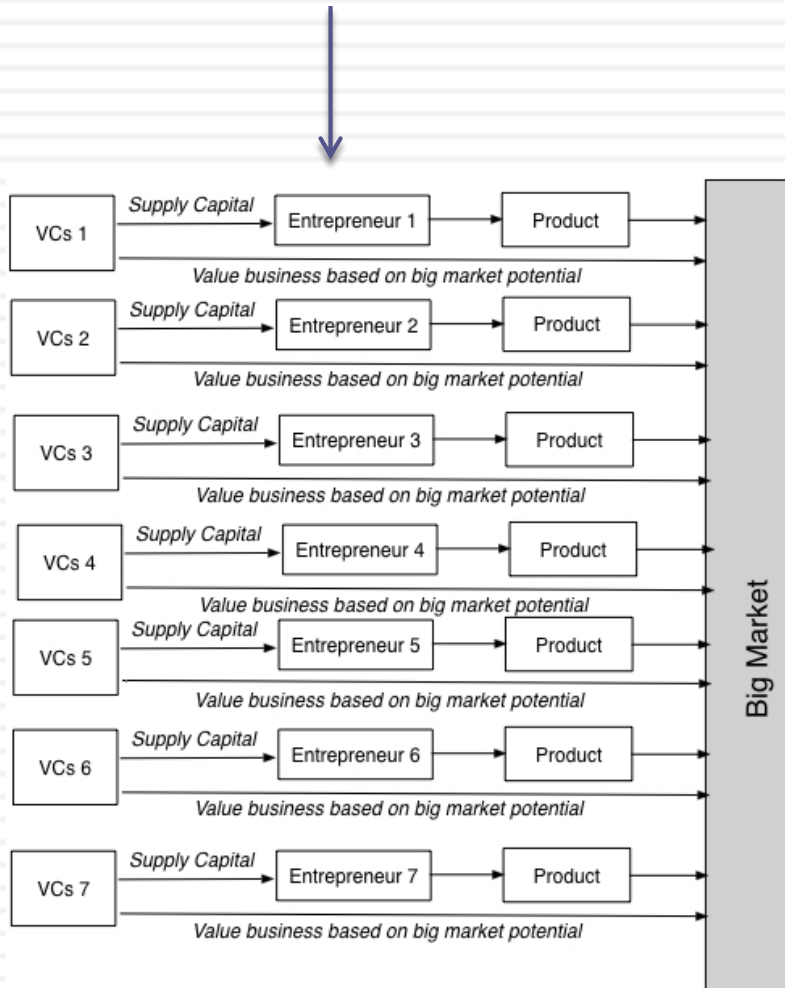 Supply Capital
VCs 1
Entrepreneur 1
Product
Value business based on big market potential
Supply Capital
VCs 2
Entrepreneur 2
Product
Value business based on big market potential
Supply Capital
VCs 3
Entrepreneur 3
Product
Value business based on big market potential
Supply Capital
VCs 4
Entrepreneur 4
Product
Value business based on big market potential
Supply Capital
VCs 5
Entrepreneur 5
Product
Value business based on big market potential
Supply Capital
VCs 6
Entrepreneur 6
Product
Value business based on big market potential
Supply Capital
VCs 7
Entrepreneur 7
Product
Value business based on big market potential
Big Market